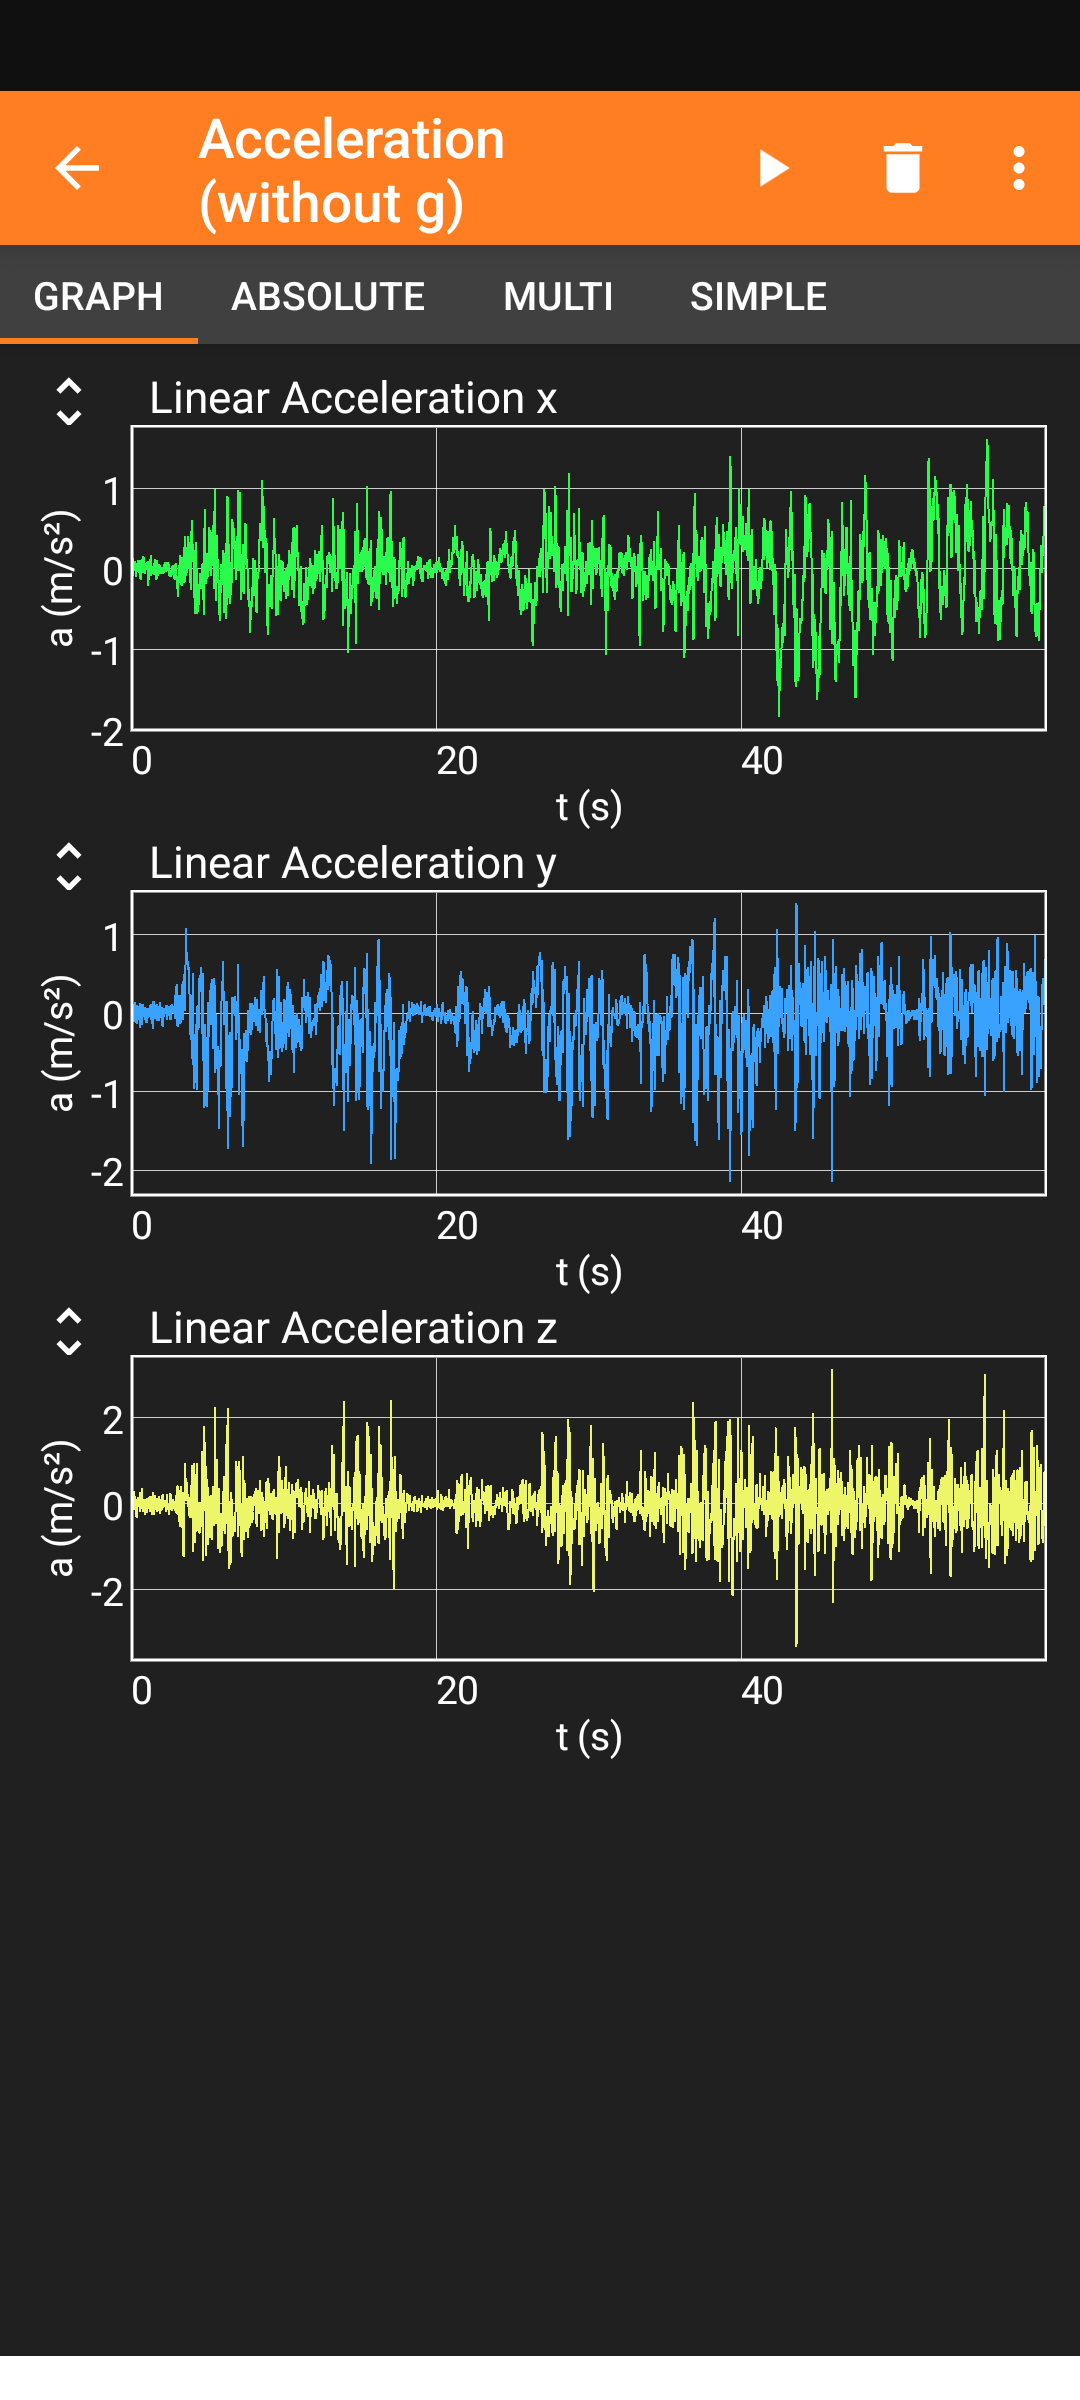 Acceleration
(without g)
GRAPH ABSOLUTE MULTI SIMPLE
Linear Acceleration x
a (m/s²)
1
0
-1
-2
0 20 40
t (s)
Linear Acceleration y
a (m/s²)
1
0
-1
-2
0 20 40
t (s)
Linear Acceleration z
a (m/s²)
2
0
-2
0 20 40
t (s)